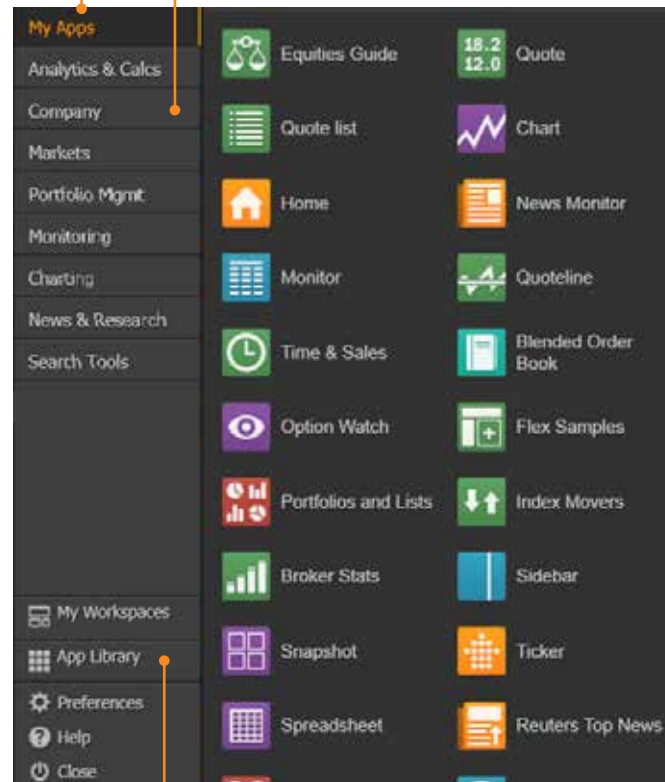 My Apps
Analytics & Calcs
Company
Markets
Portfolio Mgmt
Monitoring
Charting
News & Research
Search Tools
My Workspaces
App Library
Preferences
Help
Close
Equities Guide
18.2
12.0
Quote
Quote list
Chart
Home
News Monitor
Monitor
Quoteline
Time & Sales
Blended Order
Book
Option Watch
Flex Samples
Portfolios and Lists
Index Movers
Broker Stats
Sidebar
Snapshot
Ticker
Spreadsheet
Reuters Top News